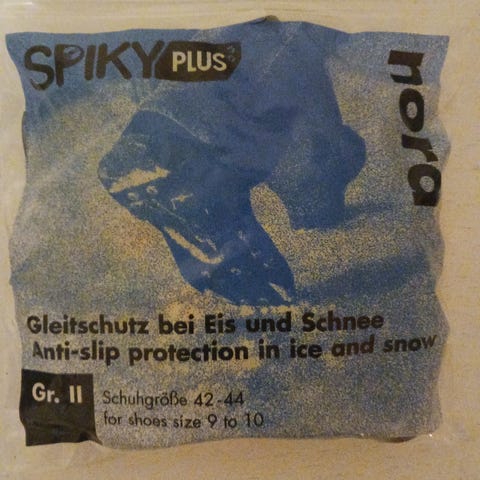 SPIKY PLUS
nora
Gleitschutz bei Eis und Schnee
Anti-slip protection in ice and snow
Gr. II
Schuhgröße 42-44
for shoes size 9 to 10